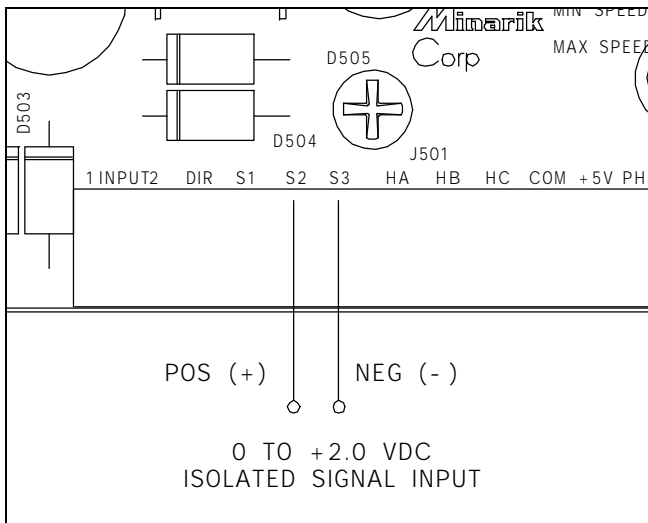 Minarik
Corp
MIN SPEED
MAX SPEED
D505
D503
D504
J501
1 INPUT2 DIR S1 S2 S3 HA HB HC COM +5V PH
POS (+) NEG (-)
0 TO +2.0 VDC
ISOLATED SIGNAL INPUT